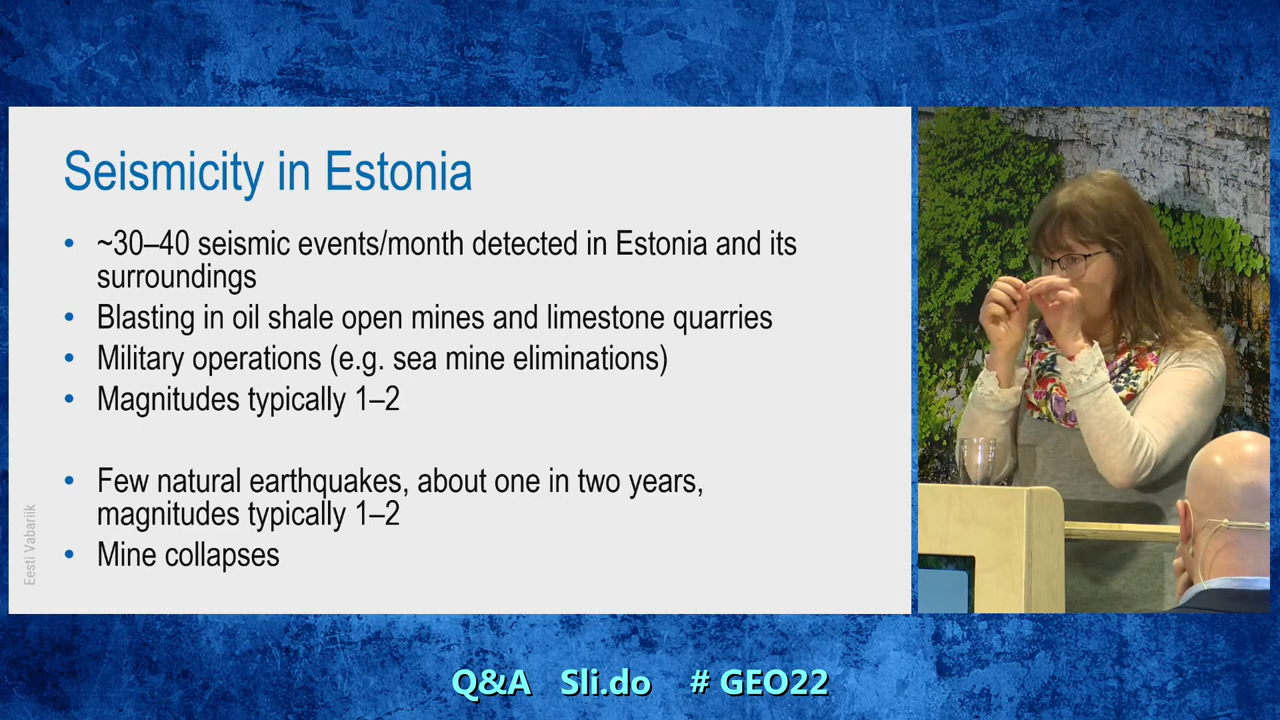 Seismicity in Estonia
• ~30–40 seismic events/month detected in Estonia and its
surroundings
• Blasting in oil shale open mines and limestone quarries
• Military operations (e.g. sea mine eliminations)
• Magnitudes typically 1–2
• Few natural earthquakes, about one in two years,
magnitudes typically 1–2
• Mine collapses
Eesti Vabariik
Q&A Sli.do # GEO22